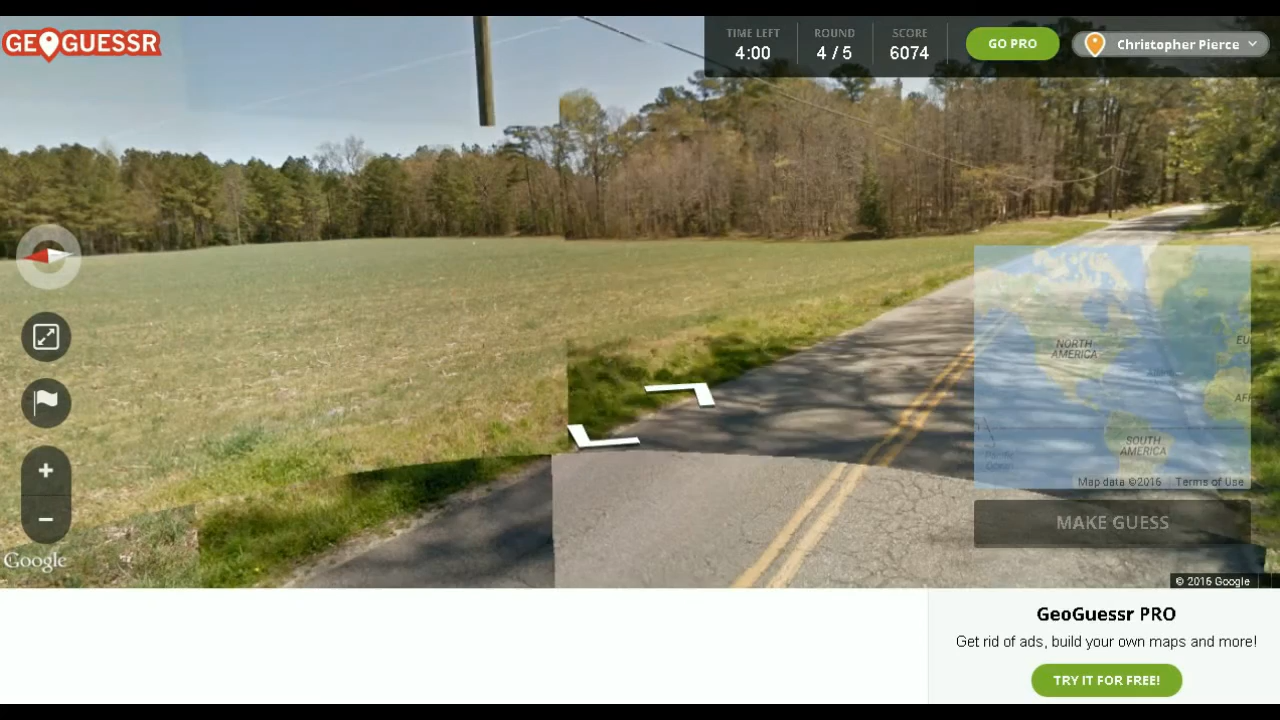 GEOGUESSR
TIME LEFT
4:00
ROUND
4 / 5
SCORE
6074
GO PRO
Christopher Pierce
NORTH
AMERICA
SOUTH
AMERICA
Map data ©2016
Terms of Use
MAKE GUESS
Google
© 2016 Google
GeoGuessr PRO
Get rid of ads, build your own maps and more!
TRY IT FOR FREE!